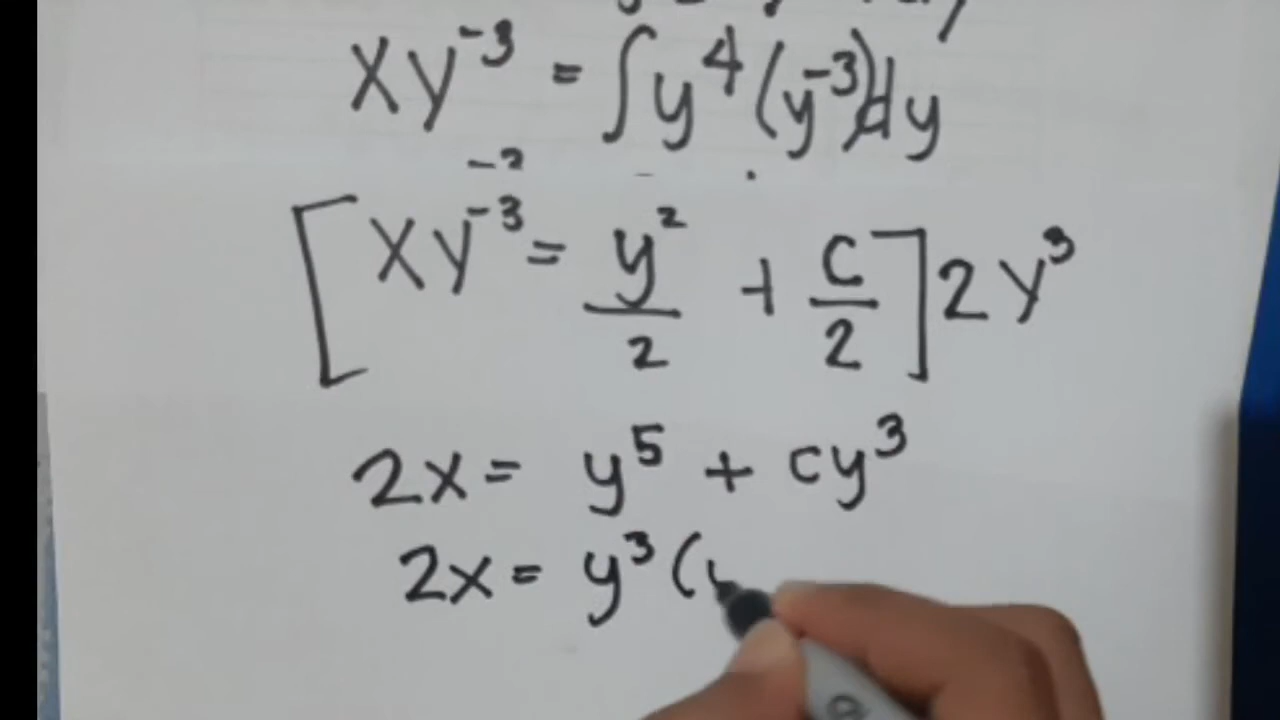 xy⁻³ = ∫y⁴(y⁻³)dy
[xy⁻³ = y²/2 + c/2] 2y³
2x = y⁵ + cy³
2x = y³(